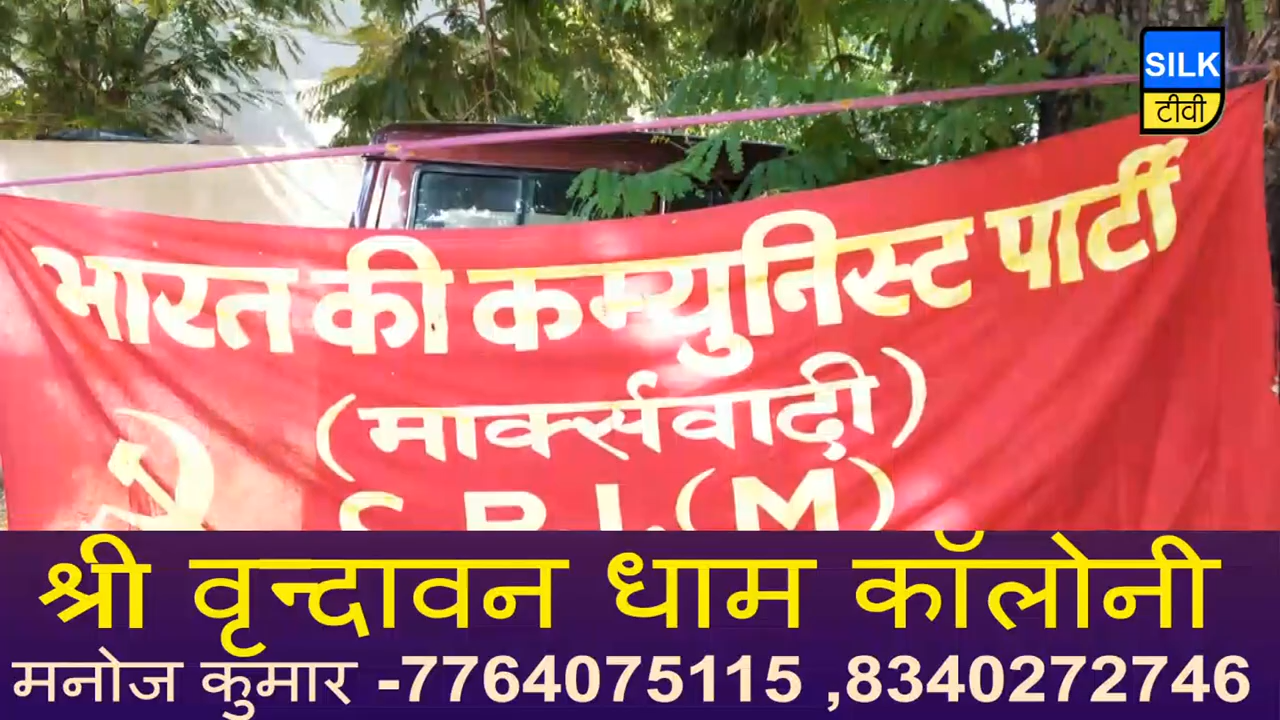 SILK
टीवी
भारत की कम्युनिस्ट पार्टी
(मार्क्सवादी)
C.P.I.(M)
श्री वृन्दावन धाम कॉलोनी
मनोज कुमार -7764075115 ,8340272746